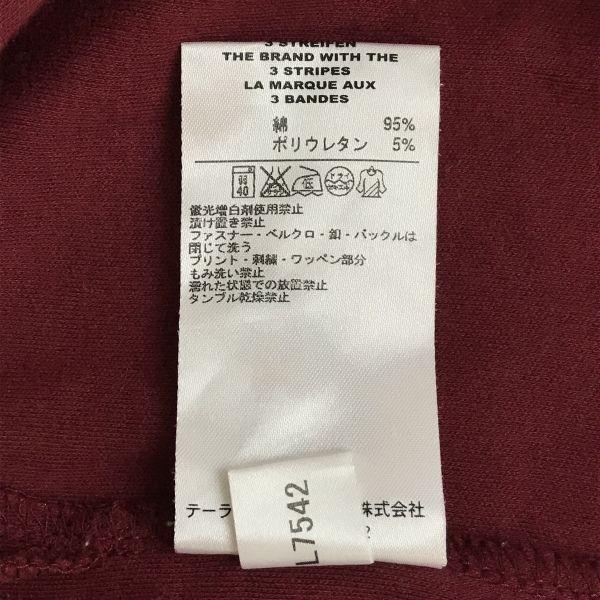 3 STREIFEN
THE BRAND WITH THE
3 STRIPES
LA MARQUE AUX
3 BANDES
綿 95%
ポリウレタン 5%
40
蛍光増白剤使用禁止
漬け置き禁止
ファスナー・ベルクロ・釦・バックルは
閉じて洗う
プリント・刺繍・ワッペン部分
もみ洗い禁止
濡れた状態での放置禁止
タンブル乾燥禁止
テーラ 株式会社
2
L7542